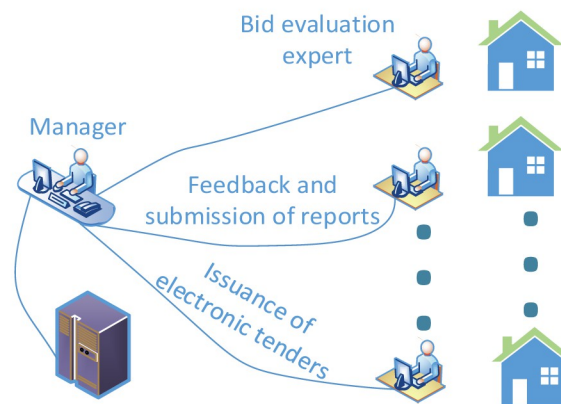 Bid evaluation
expert
Manager
Feedback and
submission of reports
Issuance of
electronic tenders